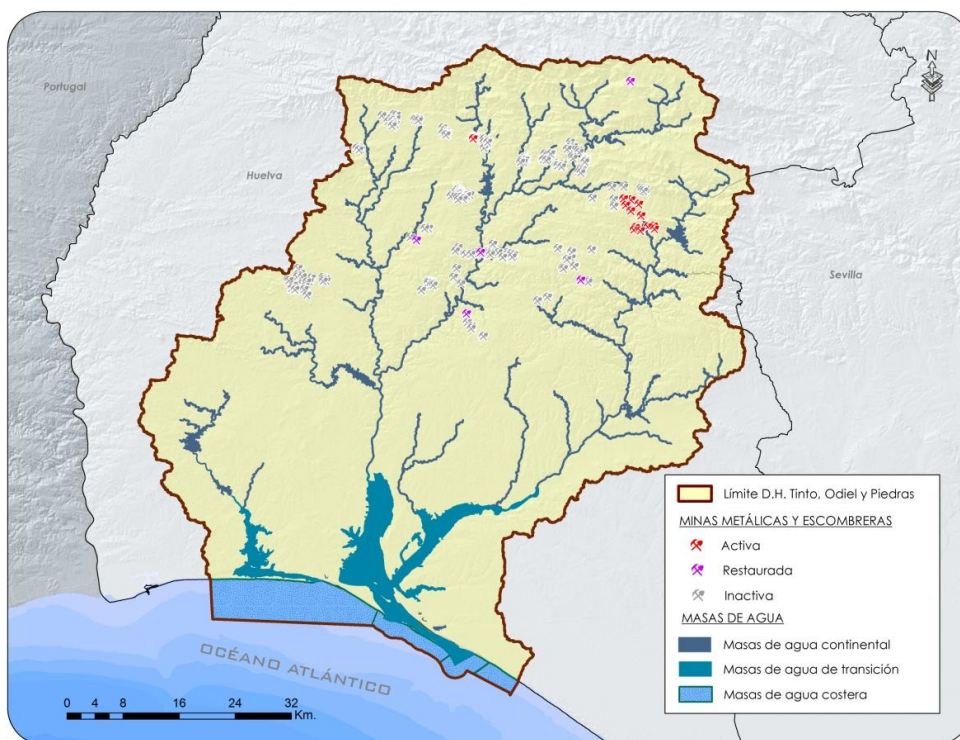 Portugal
N
Huelva
Sevilla
OCÉANO ATLÁNTICO
0 4 8 16 24 32
Km.
Límite D.H. Tinto, Odiel y Piedras
MINAS METÁLICAS Y ESCOMBRERAS
Activa
Restaurada
Inactiva
MASAS DE AGUA
Masas de agua continental
Masas de agua de transición
Masas de agua costera